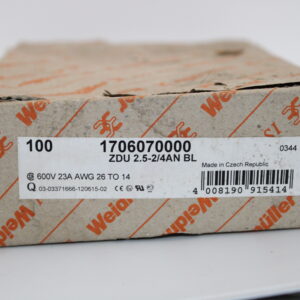 Weidmüller
100 1706070000 0344
ZDU 2.5-2/4AN BL
Made in Czech Republic
600V 23A AWG 26 TO 14
Q 03-03371666-120615-02
4 008190 915414